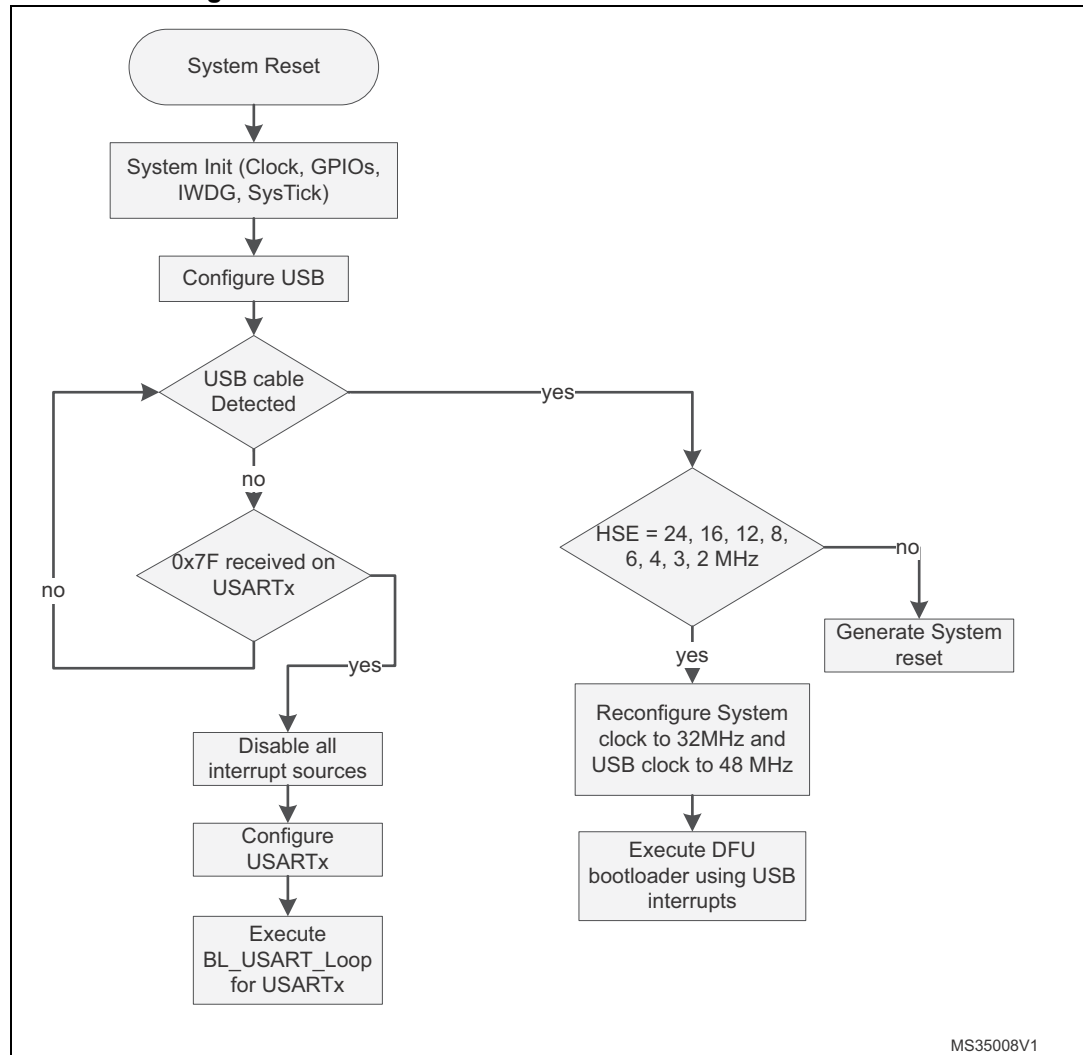 System Reset
System Init (Clock, GPIOs,
IWDG, SysTick)
Configure USB
USB cable
Detected
yes
no
0x7F received on
USARTx
no
yes
Disable all
interrupt sources
Configure
USARTx
Execute
BL_USART_Loop
for USARTx
HSE = 24, 16, 12, 8,
6, 4, 3, 2 MHz
no
Generate System
reset
yes
Reconfigure System
clock to 32MHz and
USB clock to 48 MHz
Execute DFU
bootloader using USB
interrupts
MS35008V1